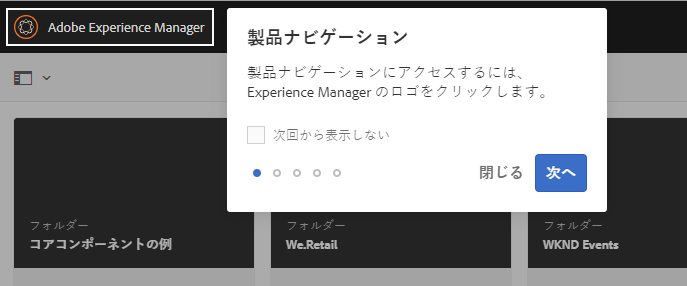 Adobe Experience Manager
製品ナビゲーション
製品ナビゲーションにアクセスするには、
Experience Manager のロゴをクリックします。
次回から表示しない
閉じる
次へ
フォルダー
コアコンポーネントの例
フォルダー
We.Retail
フォルダー
WKND Events